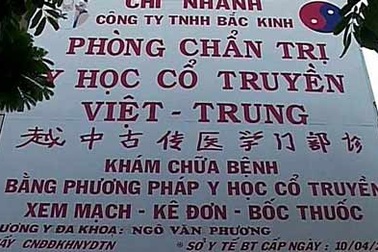 CHI NHÁNH
CÔNG TY TNHH BẮC KINH
PHÒNG CHẨN TRỊ
Y HỌC CỔ TRUYỀN
VIỆT - TRUNG
越中古传医学门部诊
KHÁM CHỮA BỆNH
BẰNG PHƯƠNG PHÁP Y HỌC CỔ TRUYỀN
XEM MẠCH - KÊ ĐƠN - BỐC THUỐC
ƯƠNG Y ĐA KHOA: NGÔ VĂN PHƯƠNG
ẤY CNĐĐKHNYDTN * SỞ Y TẾ BT CẤP NGÀY : 10/04/